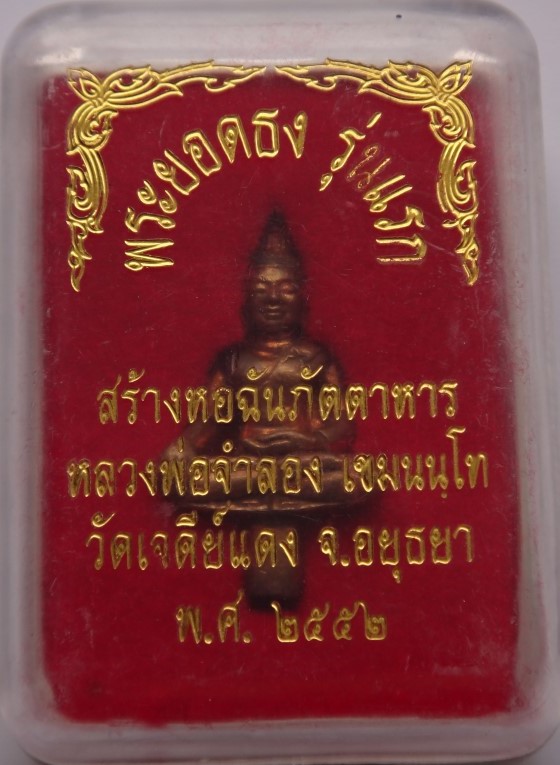 พระยอดธง รุ่นแรก
สร้างหอฉันภัตตาหาร
หลวงพ่อจำลอง เขมนนฺโท
วัดเจดีย์แดง จ.อยุธยา
พ.ศ. ๒๕๕๒